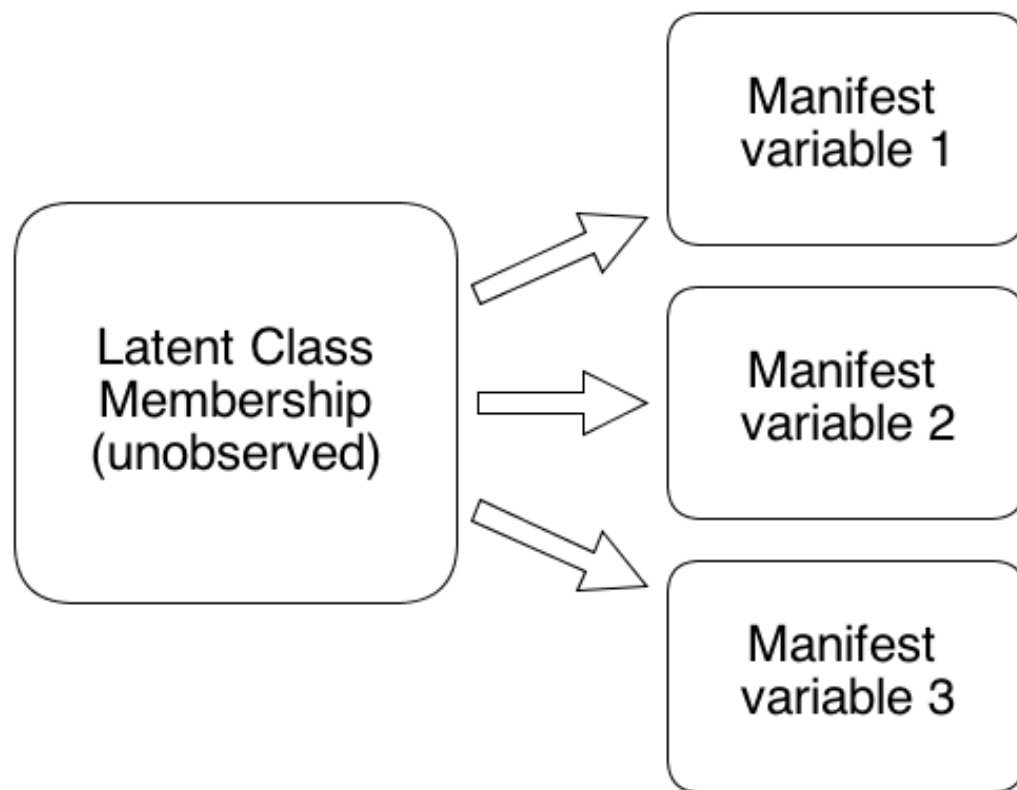 Manifest
variable 1
Latent Class
Membership
(unobserved)
Manifest
variable 2
Manifest
variable 3